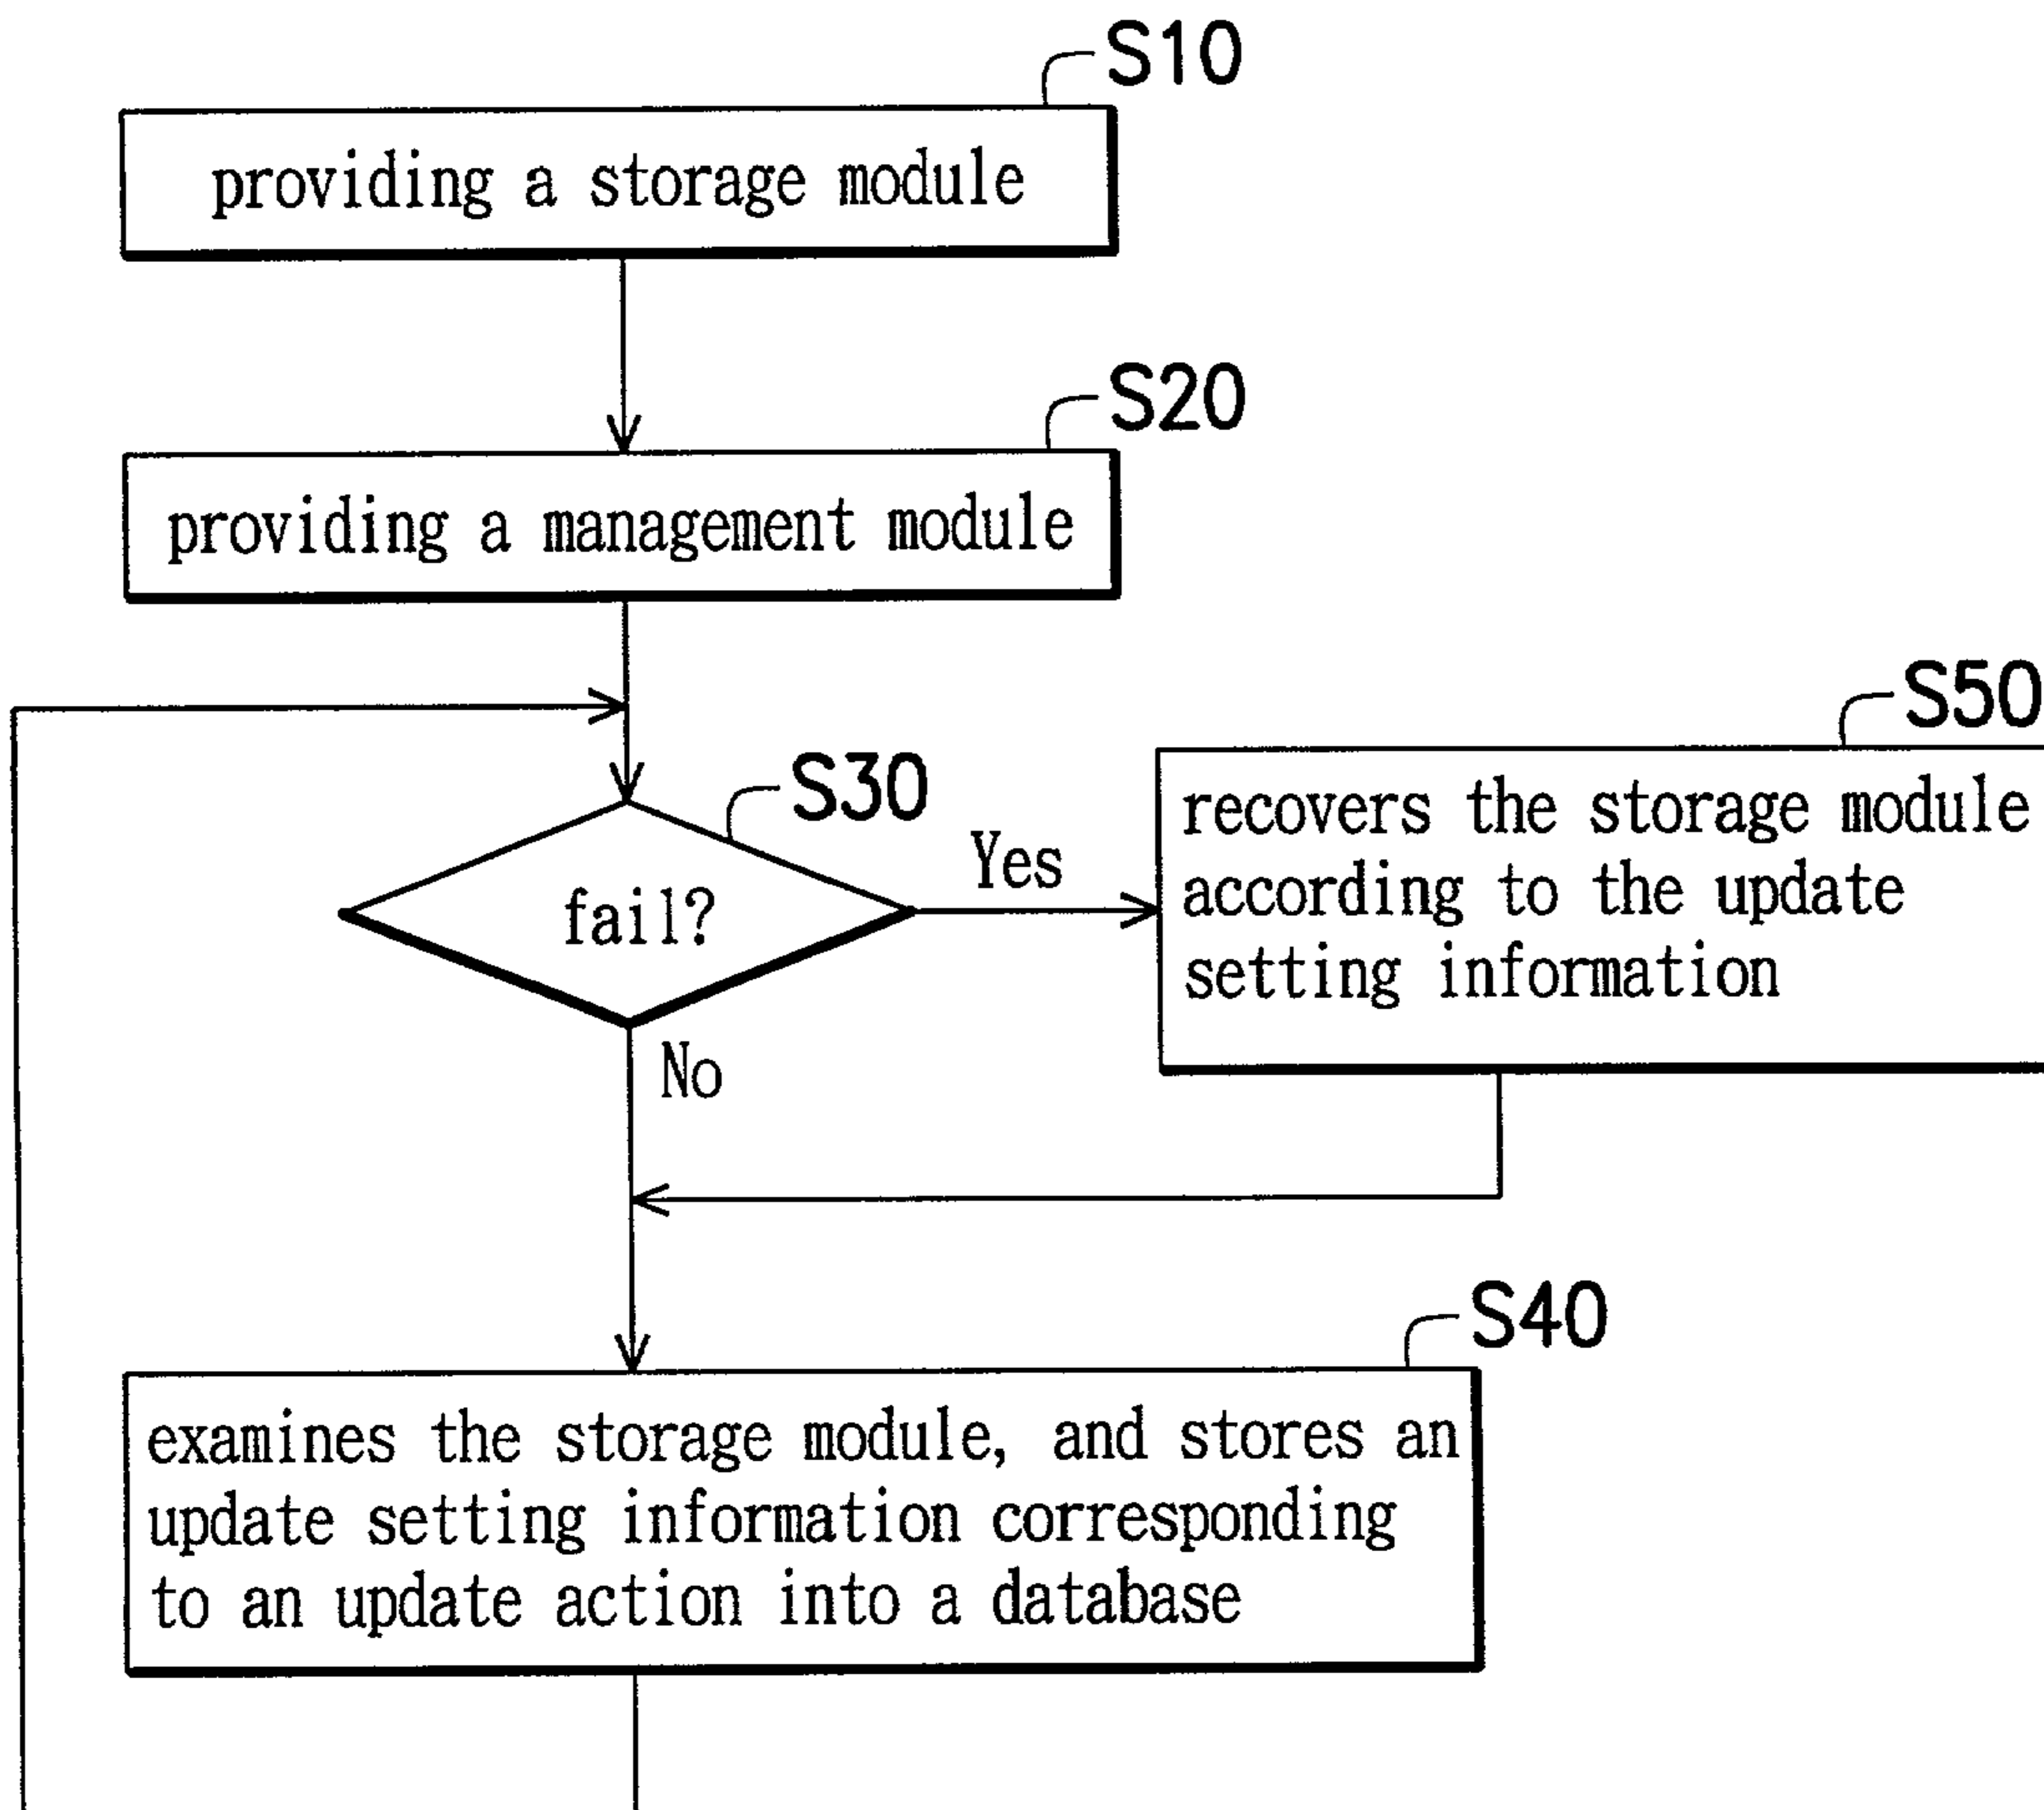 S10
providing a storage module
S20
providing a management module
S30
fail?
Yes
No
S50
recovers the storage module
according to the update
setting information
S40
examines the storage module, and stores an
update setting information corresponding
to an update action into a database